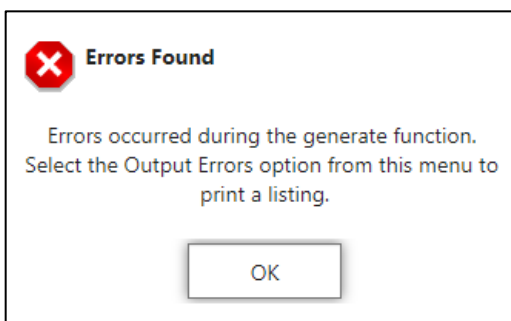 Errors Found
Errors occurred during the generate function.
Select the Output Errors option from this menu to
print a listing.
OK